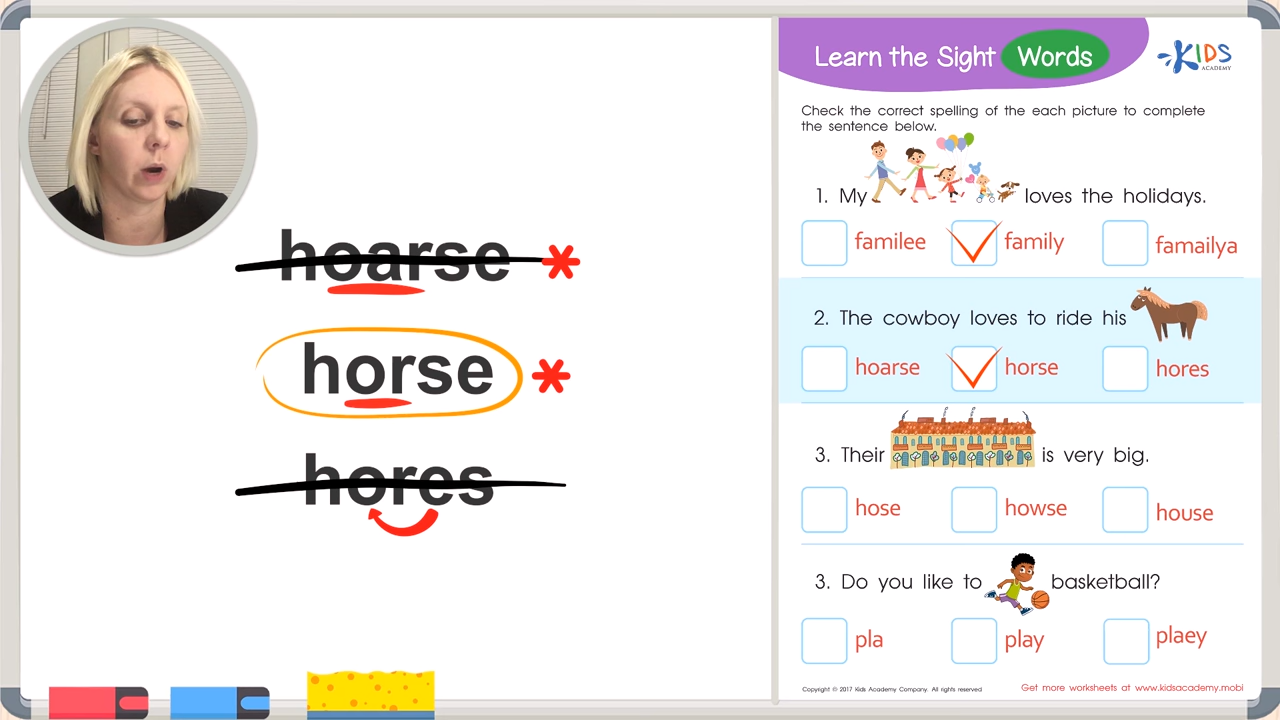 hoarse *
horse *
hores
Learn the Sight Words
KIDS
ACADEMY
Check the correct spelling of the each picture to complete
the sentence below.
1. My loves the holidays.
familee family famailya
2. The cowboy loves to ride his
hoarse horse hores
3. Their is very big.
hose howse house
3. Do you like to basketball?
pla play plaey
Copyright © 2017 Kids Academy Company. All rights reserved
Get more worksheets at www.kidsacademy.mobi